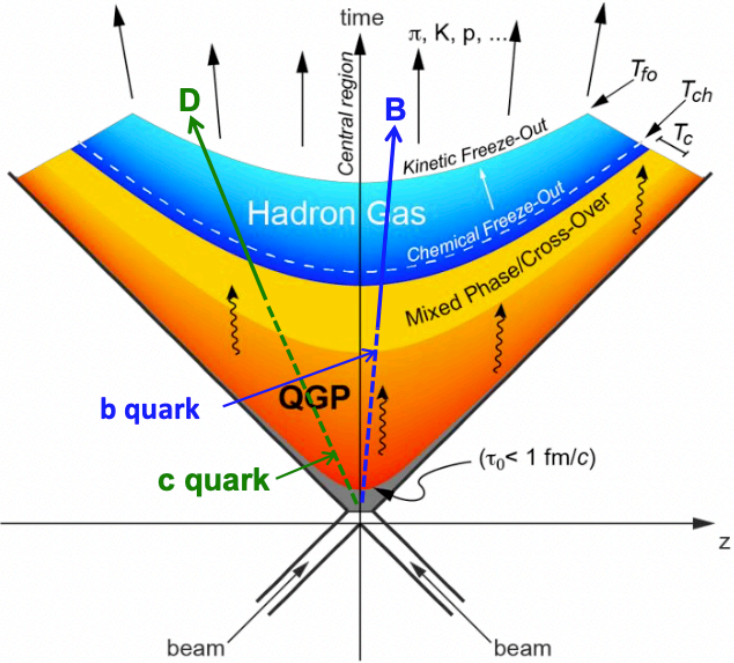 time
π, K, p, ...
D
B
Central region
T_fo
T_ch
T_c
Kinetic Freeze-Out
Hadron Gas
Chemical Freeze-Out
Mixed Phase/Cross-Over
QGP
b quark
c quark
(τ₀< 1 fm/c)
z
beam
beam